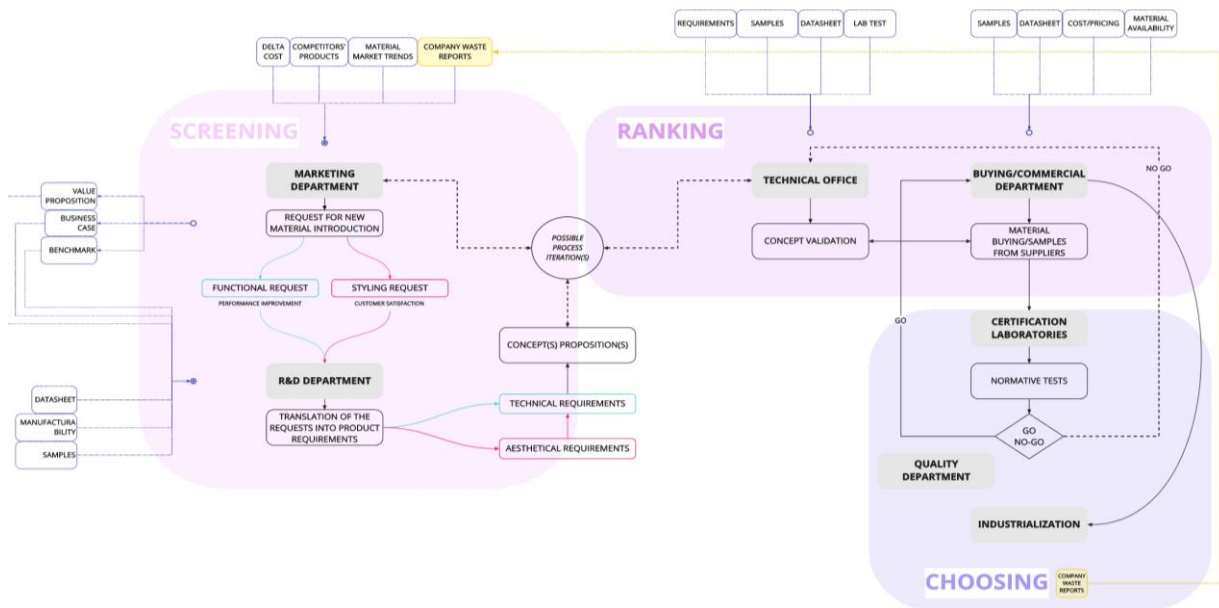 REQUIREMENTS
SAMPLES
DATASHEET
LAB TEST
SAMPLES
DATASHEET
COST/PRICING
MATERIAL
AVAILABILITY
DELTA
COST
COMPETITORS'
PRODUCTS
MATERIAL
MARKET TRENDS
COMPANY WASTE
REPORTS
SCREENING
RANKING
MARKETING
DEPARTMENT
TECHNICAL OFFICE
BUYING/COMMERCIAL
DEPARTMENT
NO GO
VALUE
PROPOSITION
BUSINESS
CASE
BENCHMARK
REQUEST FOR NEW
MATERIAL INTRODUCTION
POSSIBLE
PROCESS
ITERATION(S)
CONCEPT VALIDATION
MATERIAL
BUYING/SAMPLES
FROM SUPPLIERS
FUNCTIONAL REQUEST
PERFORMANCE IMPROVEMENT
STYLING REQUEST
CUSTOMER SATISFACTION
GO
CERTIFICATION
LABORATORIES
CONCEPT(S) PROPOSITION(S)
R&D DEPARTMENT
NORMATIVE TESTS
DATASHEET
MANUFACTURA
BILITY
SAMPLES
TRANSLATION OF THE
REQUESTS INTO PRODUCT
REQUIREMENTS
TECHNICAL REQUIREMENTS
AESTHETICAL REQUIREMENTS
GO
NO-GO
QUALITY
DEPARTMENT
INDUSTRIALIZATION
CHOOSING
COMPANY
WASTE
REPORTS